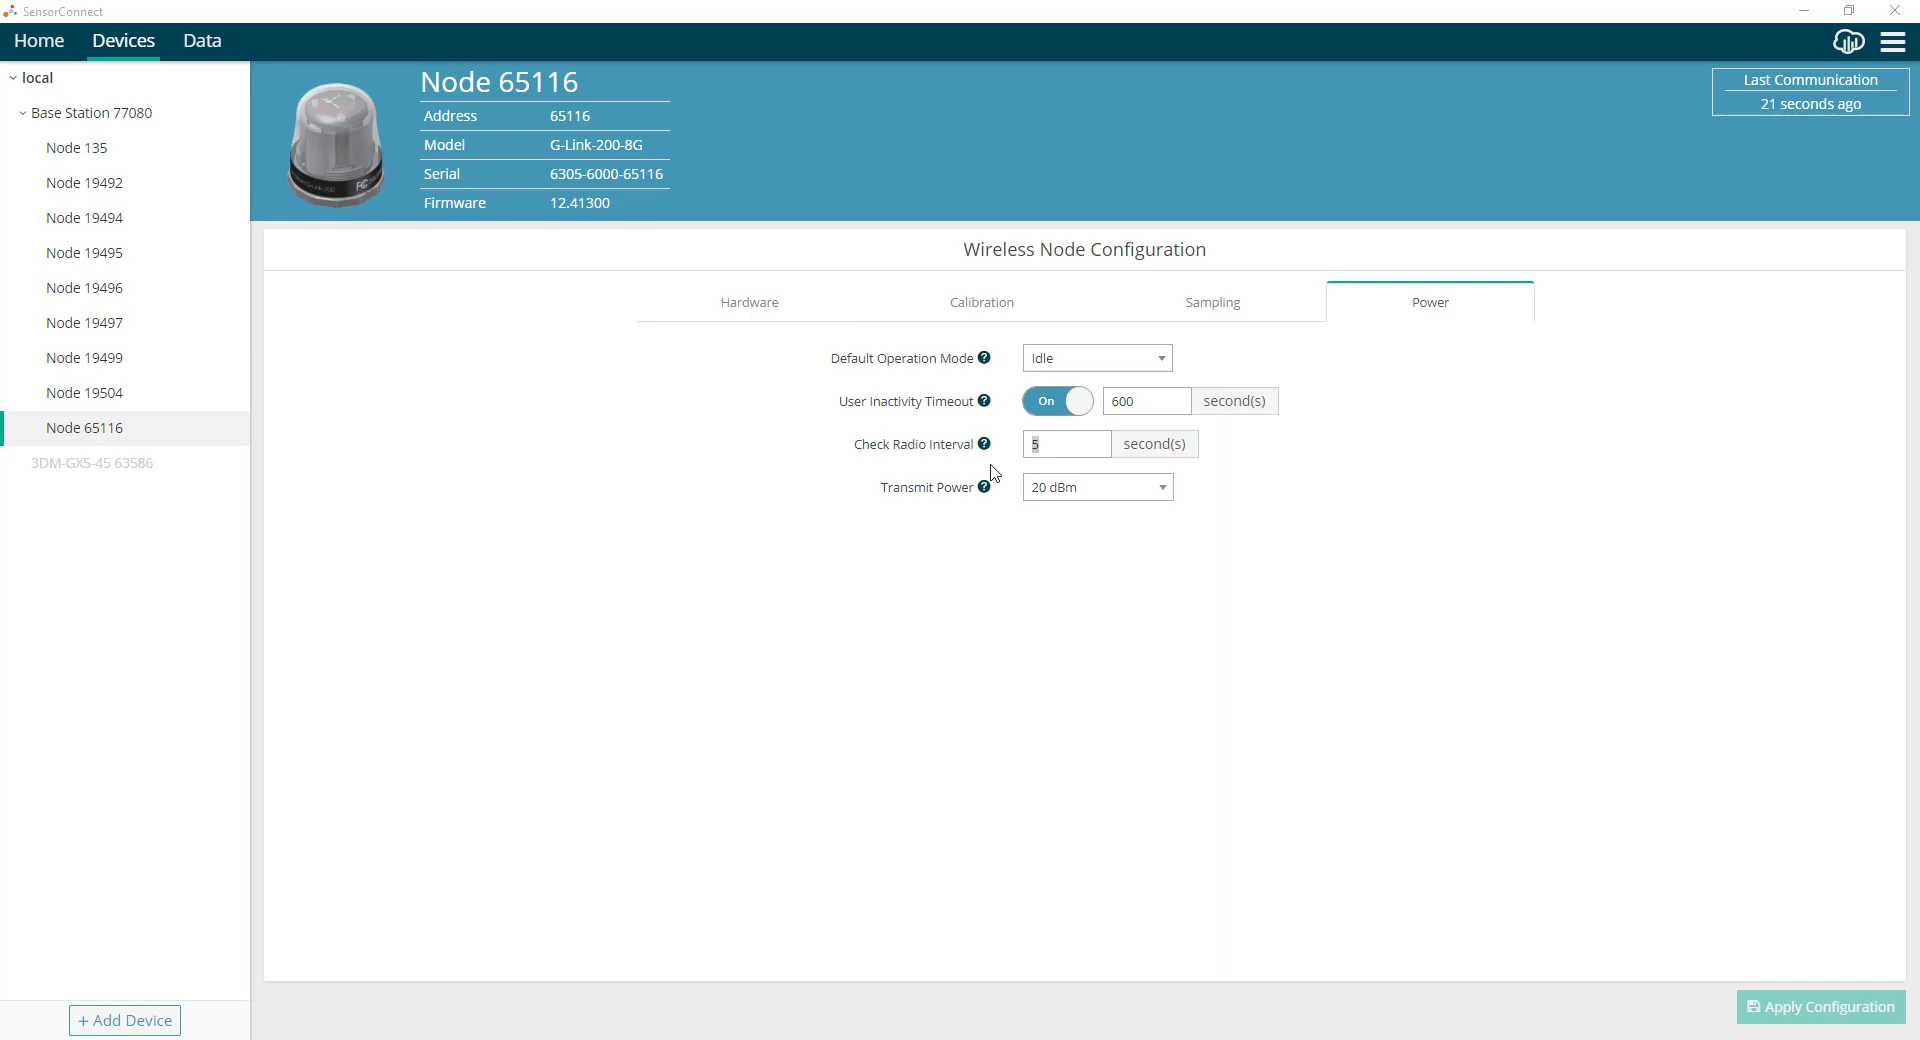 SensorConnect
Home Devices Data
local
Base Station 77080
Node 135
Node 19492
Node 19494
Node 19495
Node 19496
Node 19497
Node 19499
Node 19504
Node 65116
3DM-GX5-45 63586
+ Add Device
Node 65116
Address 65116
Model G-Link-200-8G
Serial 6305-6000-65116
Firmware 12.41300
Last Communication
21 seconds ago
Wireless Node Configuration
Hardware Calibration Sampling Power
Default Operation Mode ? Idle
User Inactivity Timeout ? On 600 second(s)
Check Radio Interval ? 5 second(s)
Transmit Power ? 20 dBm
Apply Configuration